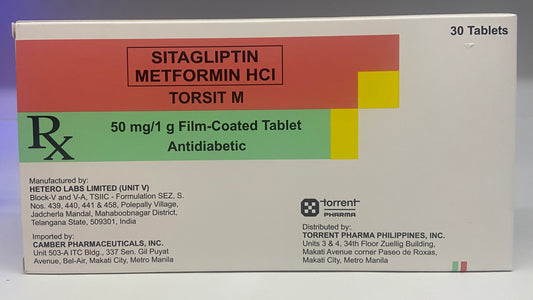 30 Tablets
SITAGLIPTIN
METFORMIN HCl
TORSIT M
Rx
50 mg/1 g Film-Coated Tablet
Antidiabetic
Manufactured by:
HETERO LABS LIMITED (UNIT V)
Block-V and V-A, TSIIC - Formulation SEZ, S.
Nos. 439, 440, 441 & 458, Polepally Village,
Jadcherla Mandal, Mahaboobnagar District,
Telangana State, 509301, India
Imported by:
CAMBER PHARMACEUTICALS, INC.
Unit 503-A ITC Bldg., 337 Sen. Gil Puyat
Avenue, Bel-Air, Makati City, Metro Manila
torrent
PHARMA
Distributed by:
TORRENT PHARMA PHILIPPINES, INC.
Units 3 & 4, 34th Floor Zuellig Building,
Makati Avenue corner Paseo de Roxas,
Makati City, Metro Manila